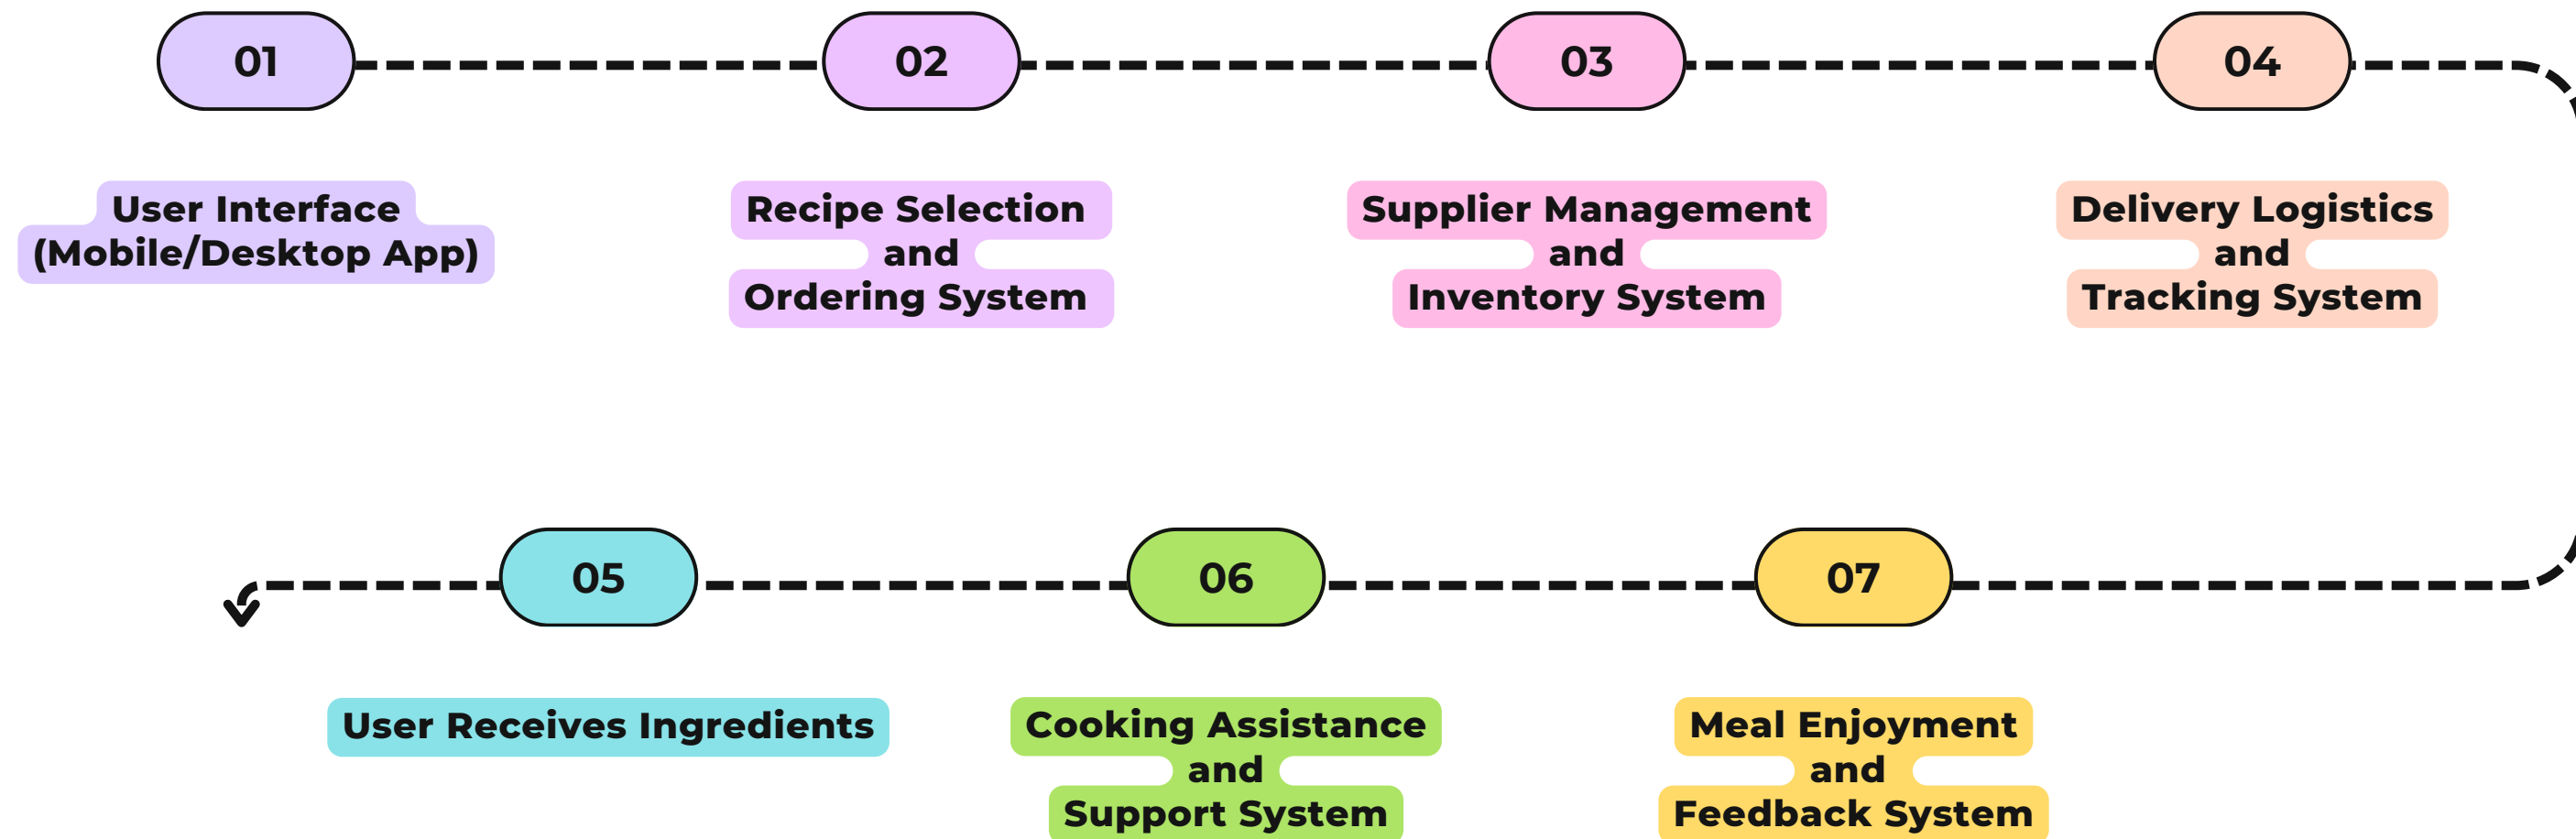 01
User Interface
(Mobile/Desktop App)
02
Recipe Selection
and
Ordering System
03
Supplier Management
and
Inventory System
04
Delivery Logistics
and
Tracking System
05
User Receives Ingredients
06
Cooking Assistance
and
Support System
07
Meal Enjoyment
and
Feedback System